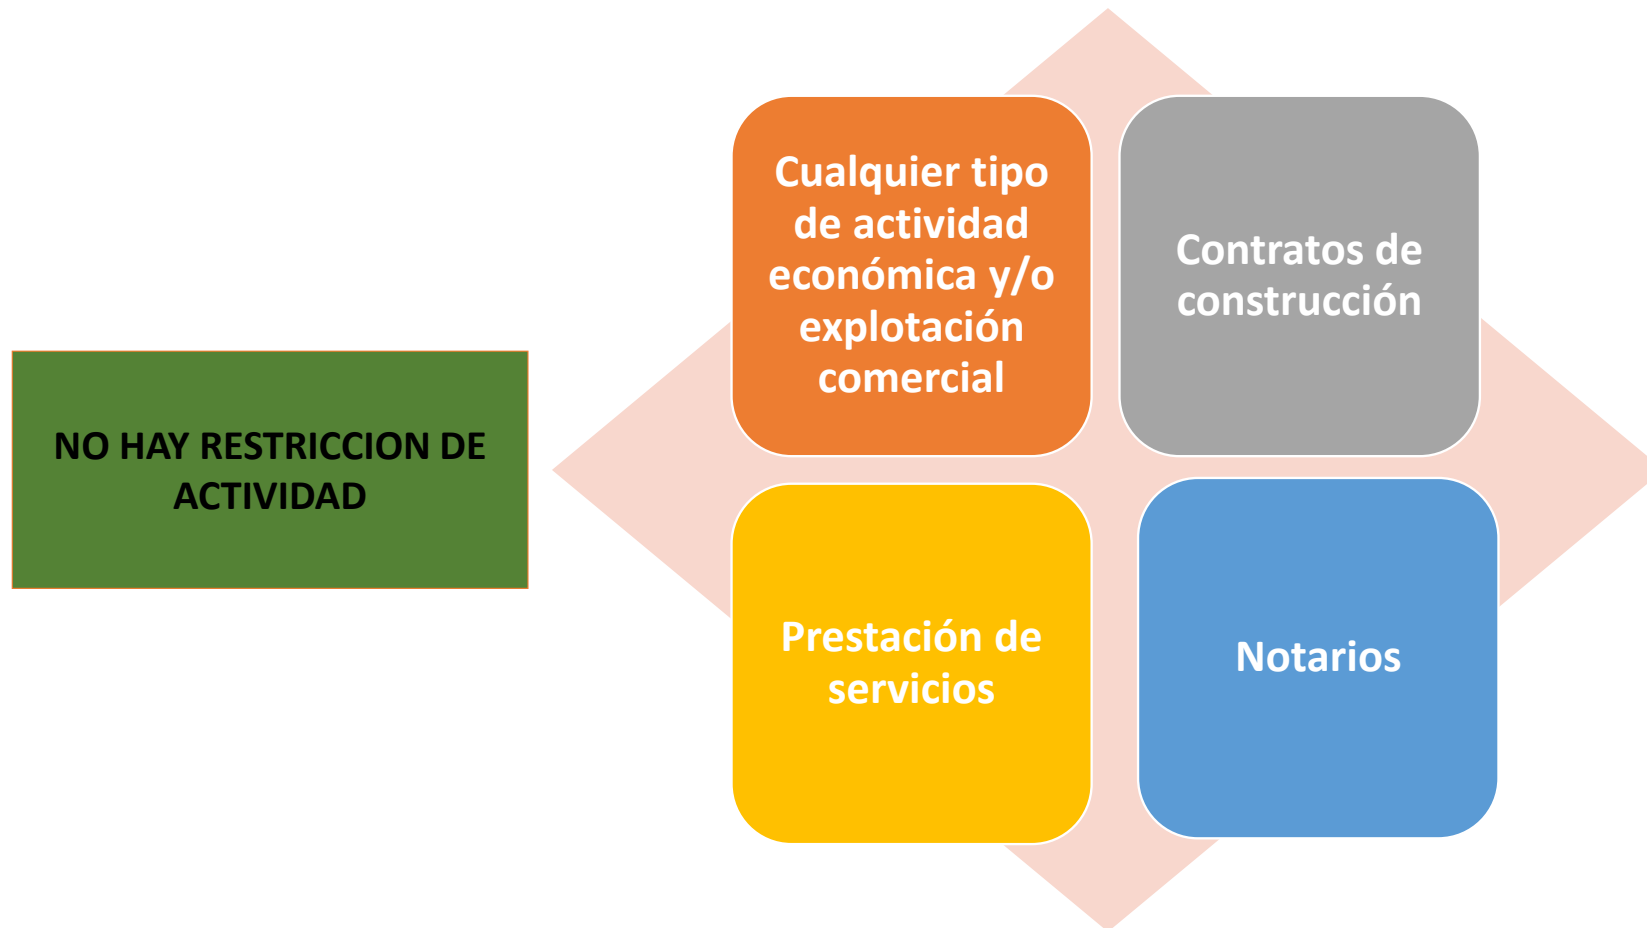 NO HAY RESTRICCION DE
ACTIVIDAD
Cualquier tipo
de actividad
económica y/o
explotación
comercial
Contratos de
construcción
Prestación de
servicios
Notarios